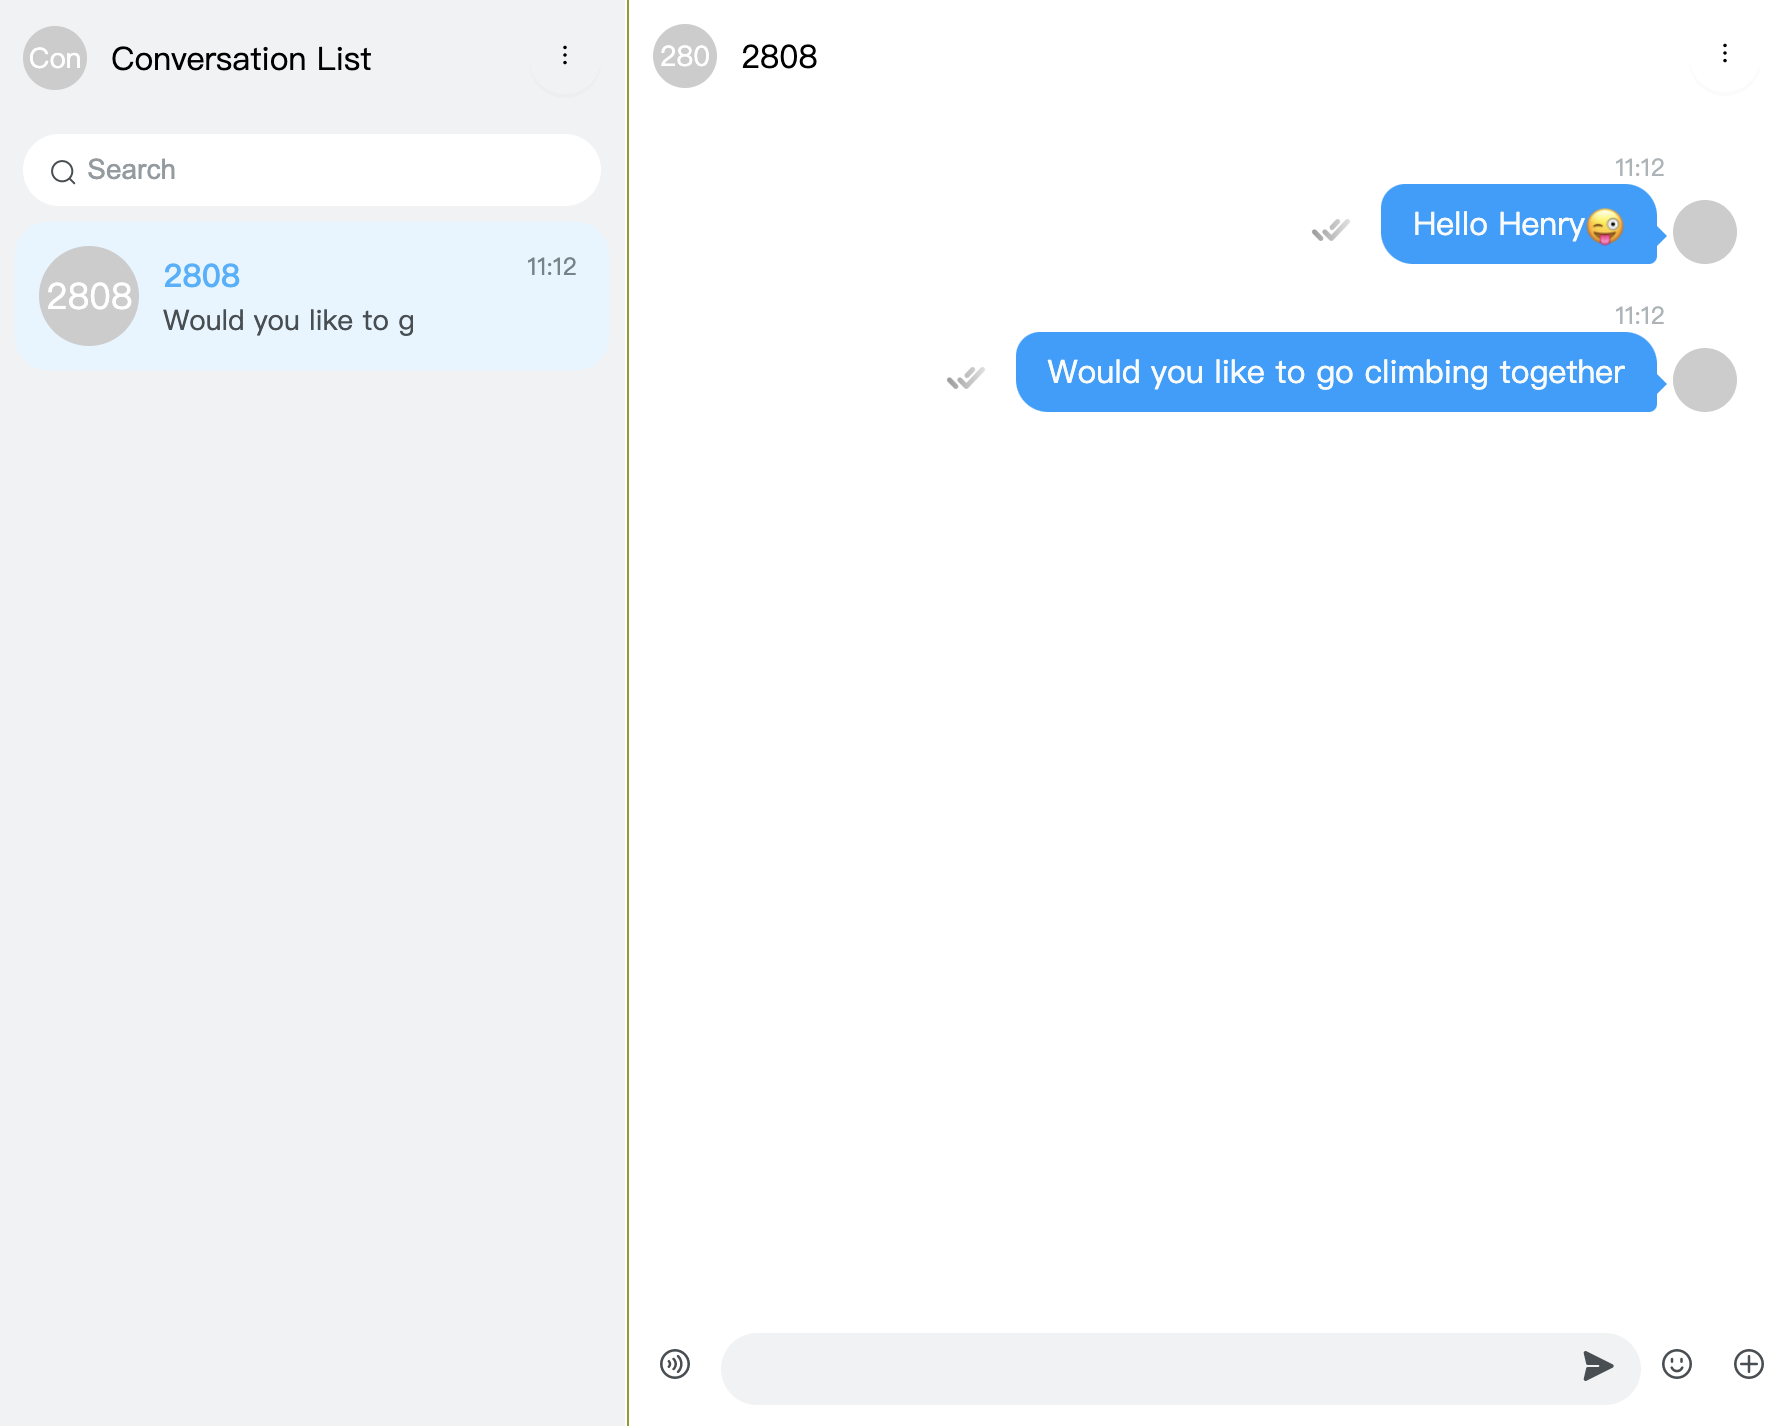 Con
Conversation List
Search
2808
2808
11:12
Would you like to g
280
2808
11:12
Hello Henry😜
11:12
Would you like to go climbing together